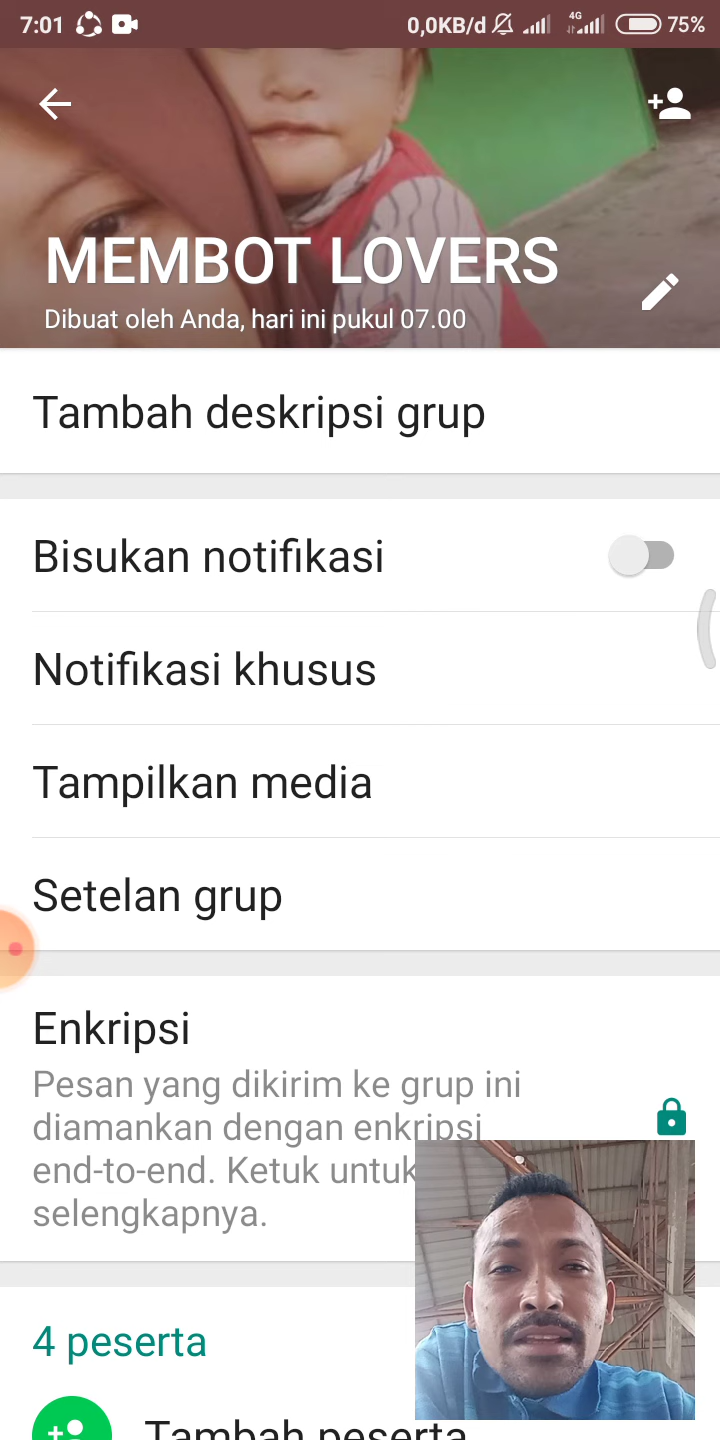 7:01 0,0KB/d 4G 75%
MEMBOT LOVERS
Dibuat oleh Anda, hari ini pukul 07.00
Tambah deskripsi grup
Bisukan notifikasi
Notifikasi khusus
Tampilkan media
Setelan grup
Enkripsi
Pesan yang dikirim ke grup ini
diamankan dengan enkripsi
end-to-end. Ketuk untuk
selengkapnya.
4 peserta
Tambah peserta